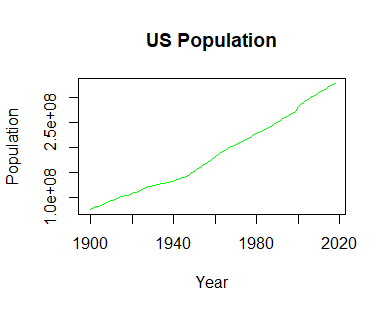 US Population
Population
2.5e+08
1.0e+08
1900 1940 1980 2020
Year